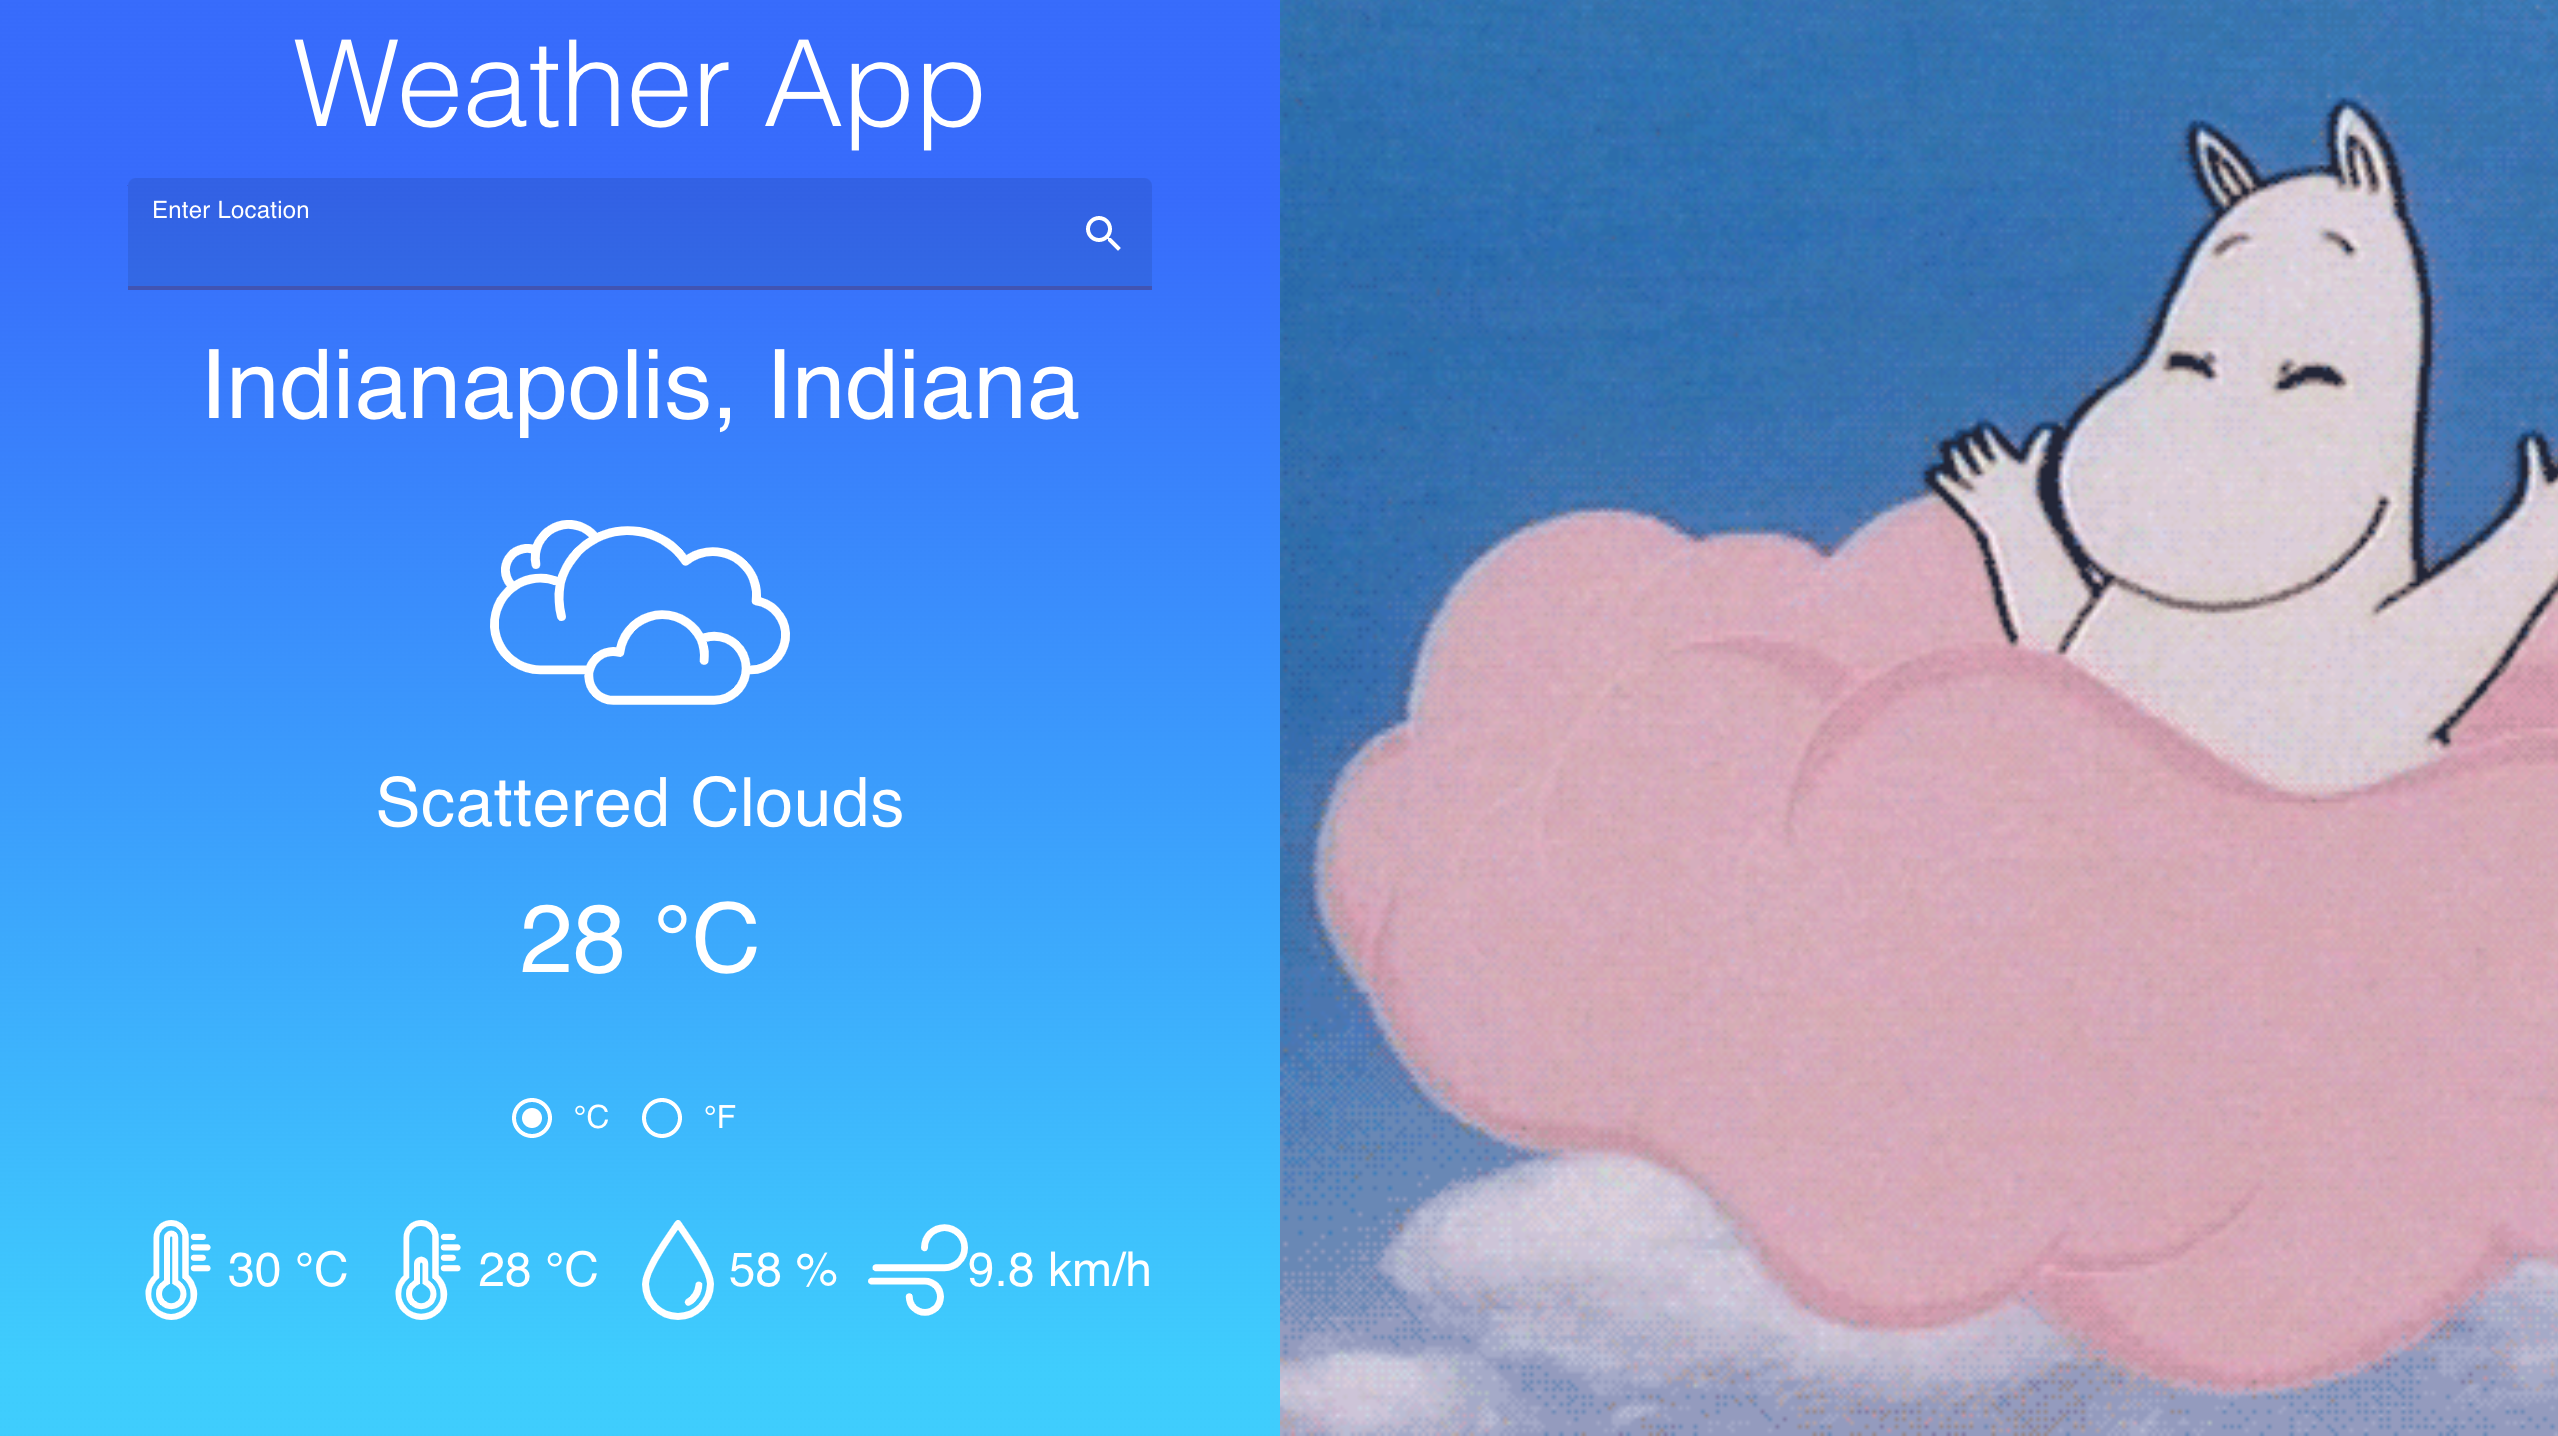 Weather App
Enter Location
Indianapolis, Indiana
Scattered Clouds
28 °C
°C °F
30 °C 28 °C 58 % 9.8 km/h